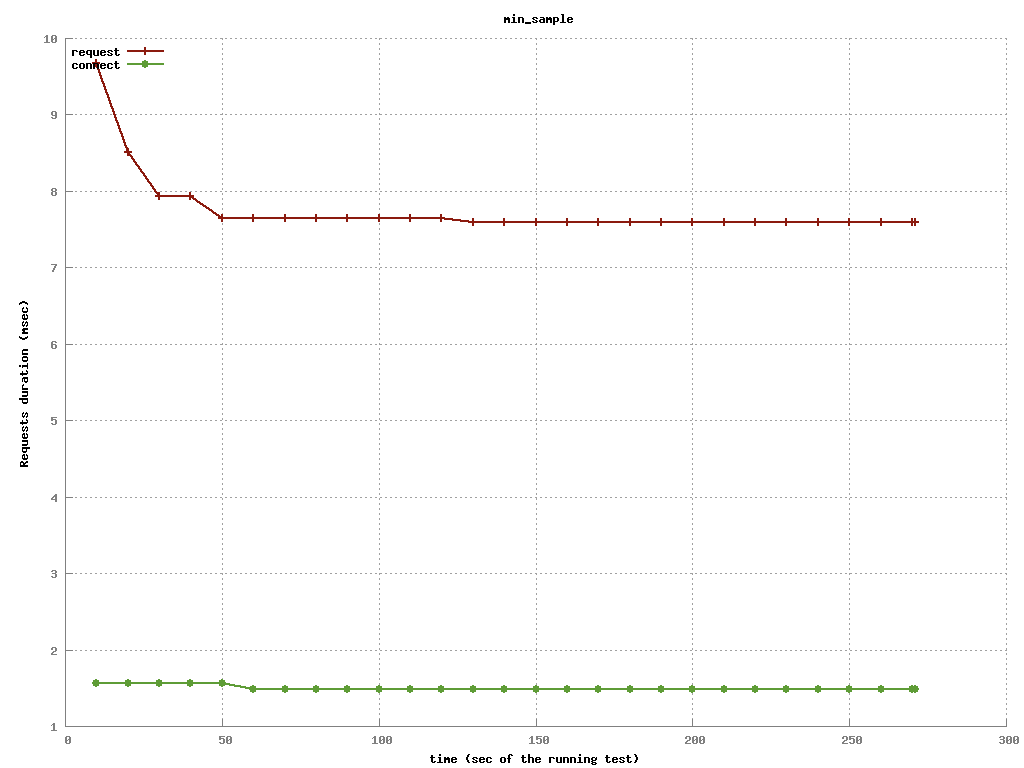 min_sample
request
connect
10
9
8
7
6
5
4
3
2
1
Requests duration (msec)
0 50 100 150 200 250 300
time (sec of the running test)